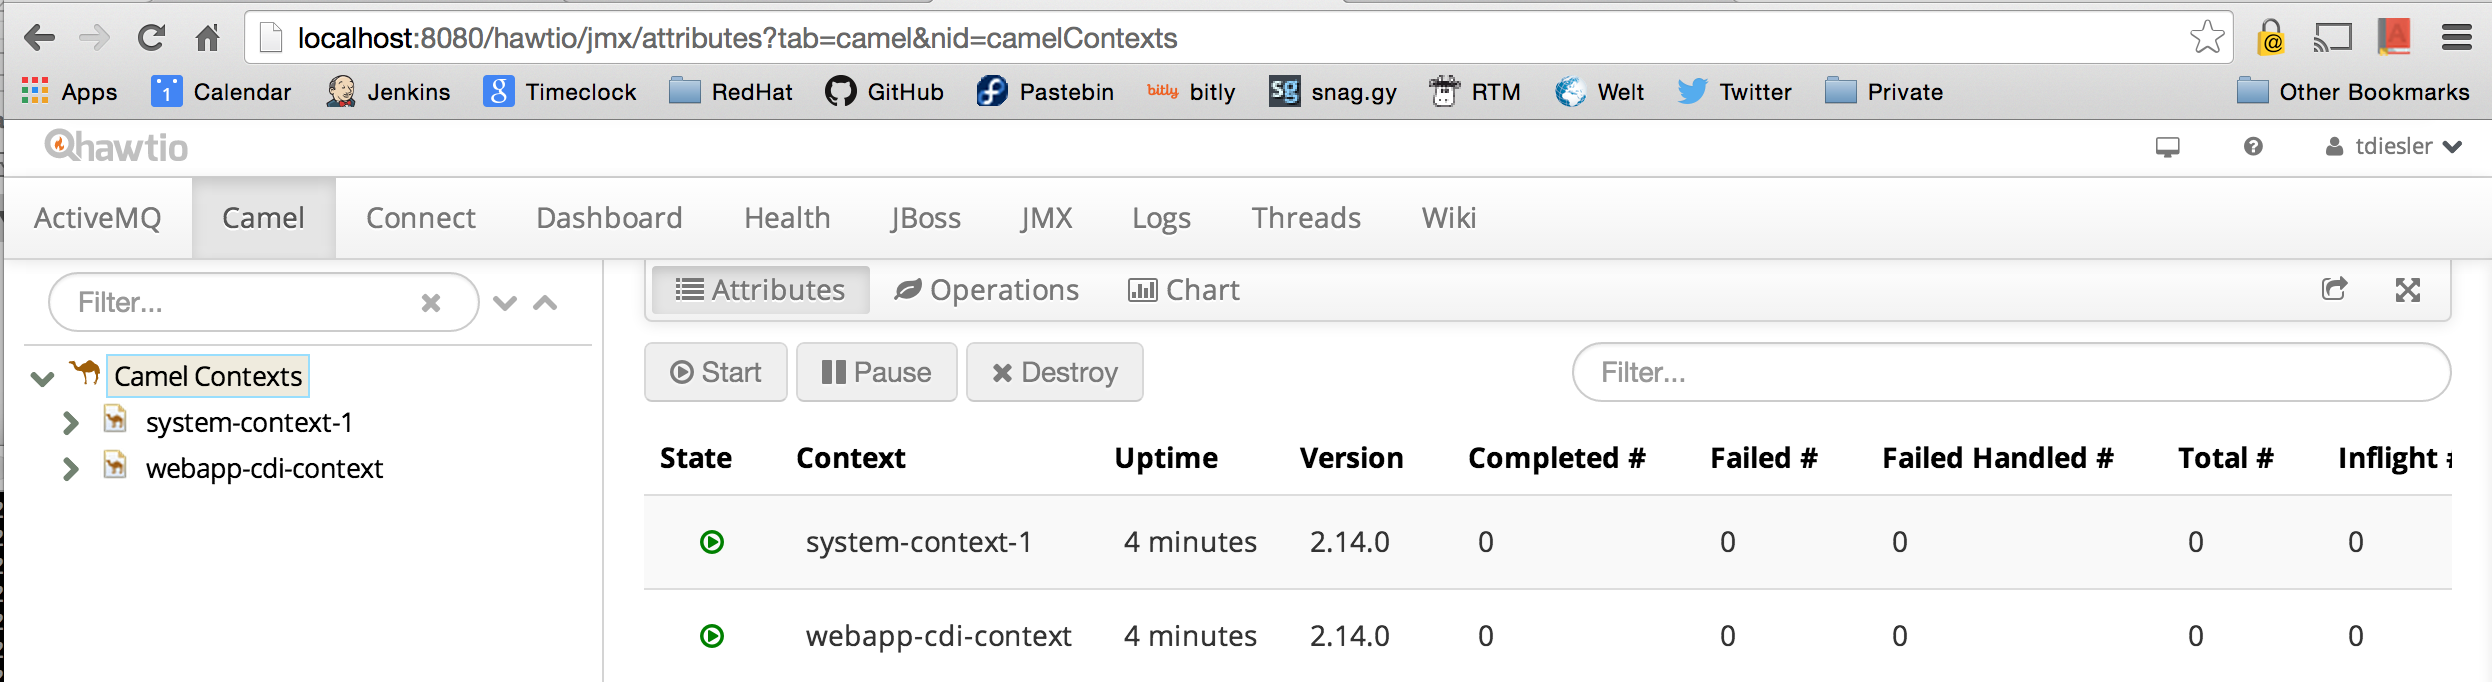 localhost:8080/hawtio/jmx/attributes?tab=camel&nid=camelContexts
@ A
Apps 1 Calendar Jenkins g Timeclock RedHat GitHub Pastebin bitly bitly sg snag.gy RTM Welt Twitter Private Other Bookmarks
hawtio ? tdiesler
ActiveMQ Camel Connect Dashboard Health JBoss JMX Logs Threads Wiki
Filter... Attributes Operations Chart
Start Pause Destroy Filter...
Camel Contexts
system-context-1
webapp-cdi-context
State Context Uptime Version Completed # Failed # Failed Handled # Total # Inflight #
system-context-1 4 minutes 2.14.0 0 0 0 0 0
webapp-cdi-context 4 minutes 2.14.0 0 0 0 0 0